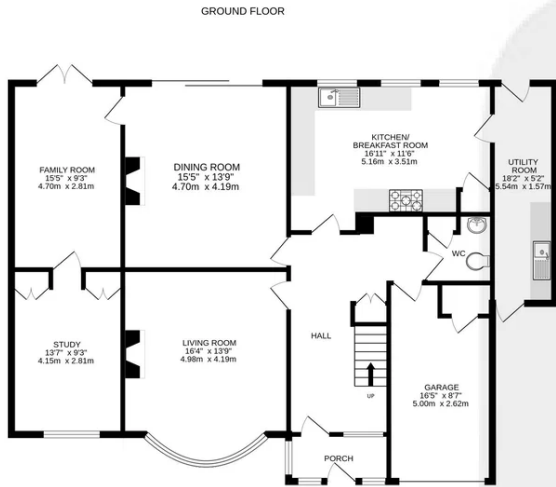 GROUND FLOOR
FAMILY ROOM
15'5" x 9'3"
4.70m x 2.81m
DINING ROOM
15'5" x 13'9"
4.70m x 4.19m
KITCHEN/
BREAKFAST ROOM
16'11" x 11'6"
5.16m x 3.51m
UTILITY
ROOM
18'2" x 5'2"
5.54m x 1.57m
WC
STUDY
13'7" x 9'3"
4.15m x 2.81m
LIVING ROOM
16'4" x 13'9"
4.98m x 4.19m
HALL
UP
GARAGE
16'5" x 8'7"
5.00m x 2.62m
PORCH